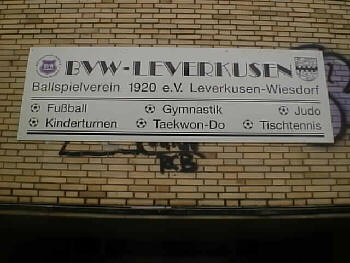 BVW-LEVERKUSEN
Ballspielverein 1920 e.V. Leverkusen-Wiesdorf
Fußball Gymnastik Judo
Kinderturnen Taekwon-Do Tischtennis